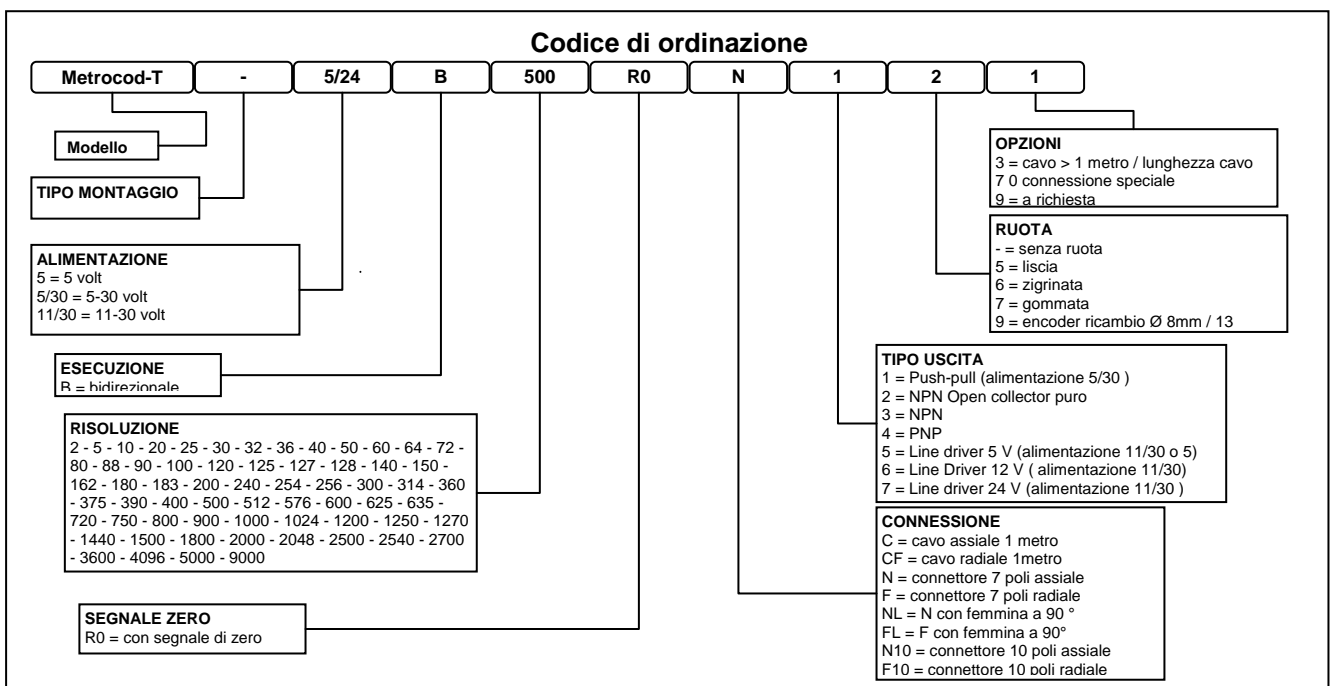 Codice di ordinazione
Metrocod-T - 5/24 B 500 R0 N 1 2 1
Modello
TIPO MONTAGGIO
ALIMENTAZIONE
5 = 5 volt
5/30 = 5-30 volt
11/30 = 11-30 volt
ESECUZIONE
B = bidirezionale
RISOLUZIONE
2 - 5 - 10 - 20 - 25 - 30 - 32 - 36 - 40 - 50 - 60 - 64 - 72 -
80 - 88 - 90 - 100 - 120 - 125 - 127 - 128 - 140 - 150 -
162 - 180 - 183 - 200 - 240 - 254 - 256 - 300 - 314 - 360
- 375 - 390 - 400 - 500 - 512 - 576 - 600 - 625 - 635 -
720 - 750 - 800 - 900 - 1000 - 1024 - 1200 - 1250 - 1270
- 1440 - 1500 - 1800 - 2000 - 2048 - 2500 - 2540 - 2700
- 3600 - 4096 - 5000 - 9000
SEGNALE ZERO
R0 = con segnale di zero
OPZIONI
3 = cavo > 1 metro / lunghezza cavo
7 0 connessione speciale
9 = a richiesta
RUOTA
- = senza ruota
5 = liscia
6 = zigrinata
7 = gommata
9 = encoder ricambio Ø 8mm / 13
TIPO USCITA
1 = Push-pull (alimentazione 5/30 )
2 = NPN Open collector puro
3 = NPN
4 = PNP
5 = Line driver 5 V (alimentazione 11/30 o 5)
6 = Line Driver 12 V ( alimentazione 11/30)
7 = Line driver 24 V (alimentazione 11/30 )
CONNESSIONE
C = cavo assiale 1 metro
CF = cavo radiale 1metro
N = connettore 7 poli assiale
F = connettore 7 poli radiale
NL = N con femmina a 90 °
FL = F con femmina a 90°
N10 = connettore 10 poli assiale
F10 = connettore 10 poli radiale